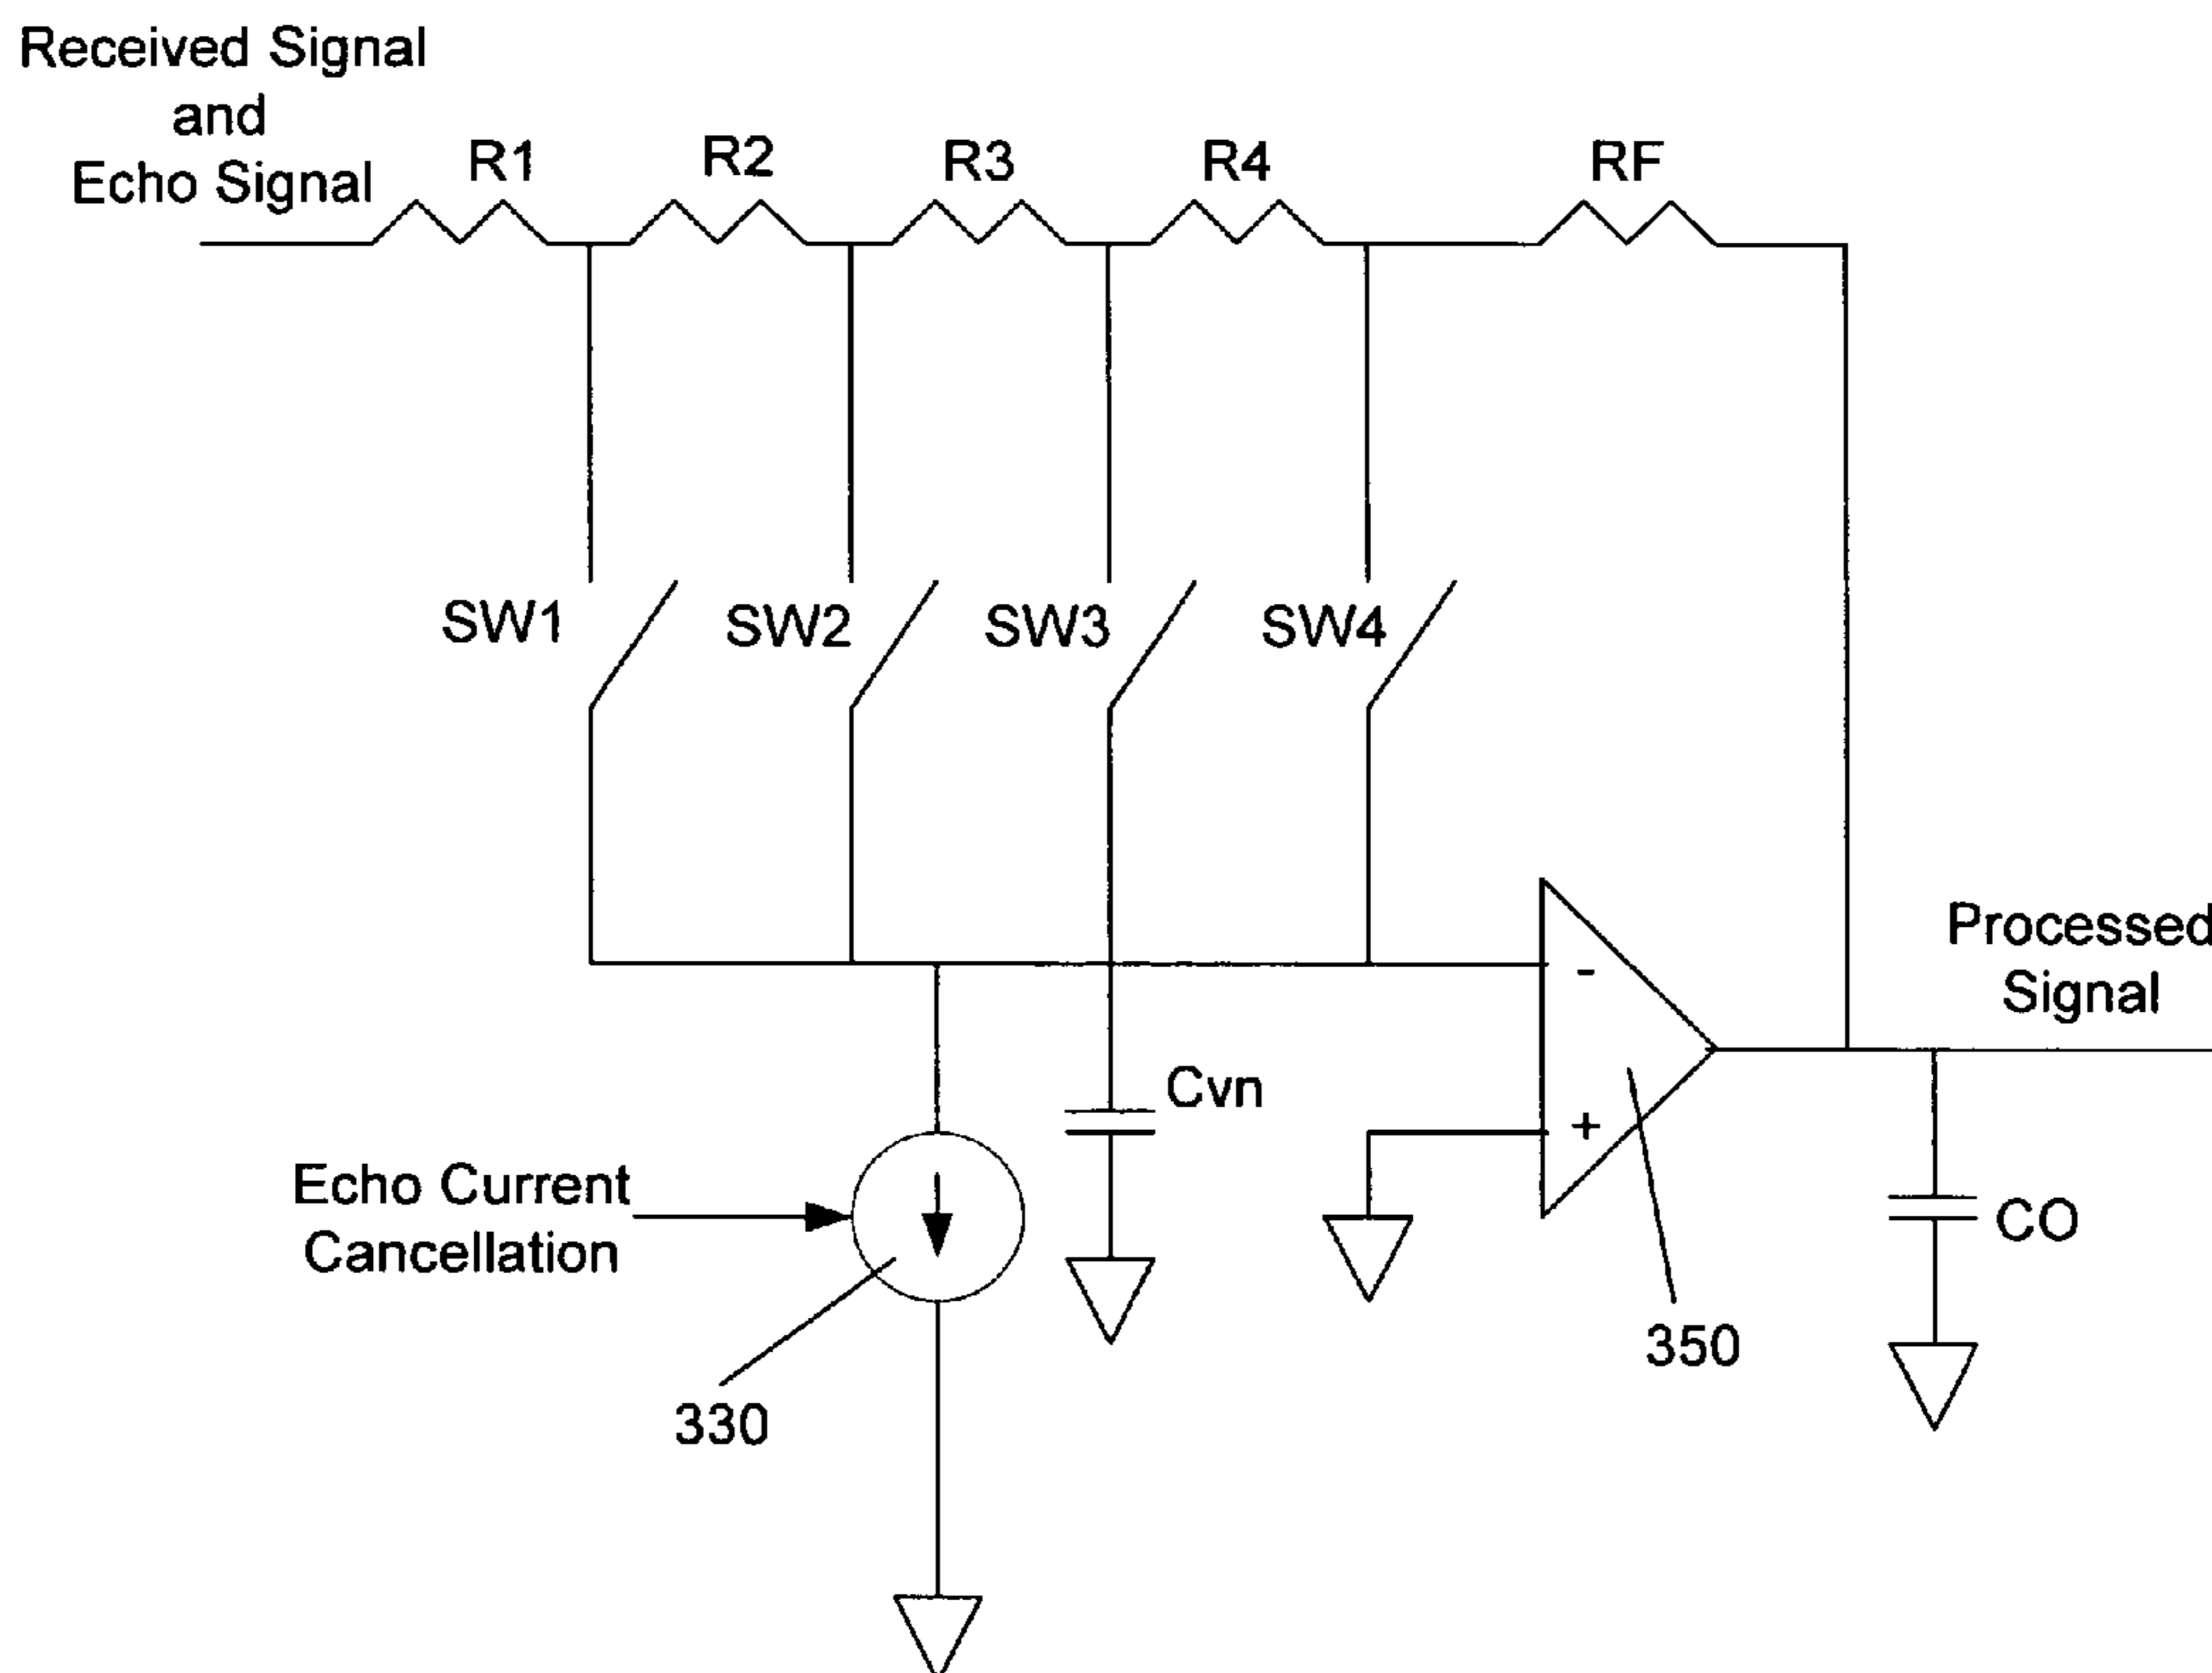 Received Signal
and
Echo Signal
R1
R2
R3
R4
RF
SW1
SW2
SW3
SW4
Processed
Signal
-
+
Cvn
Echo Current
Cancellation
CO
350
330